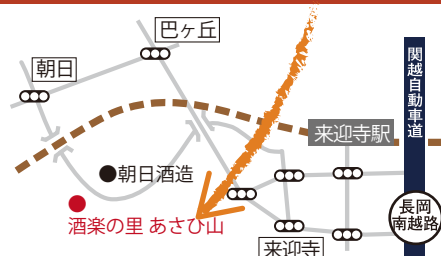 巴ヶ丘
朝日
関越自動車道
来迎寺駅
朝日酒造
酒楽の里 あさひ山
長岡
南越路
来迎寺